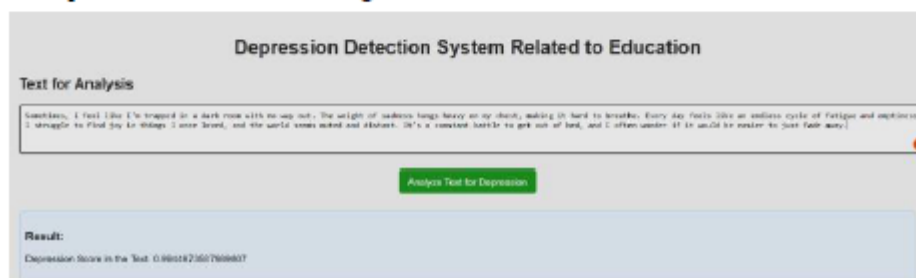 Depression Detection System Related to Education
Text for Analysis
Sometimes, I feel like I'm trapped in a dark room with no way out. The weight of sadness hangs heavy on my chest, making it hard to breathe. Every day feels like an endless cycle of fatigue and emptiness
I struggle to find joy in things I once loved, and the world seems muted and distant. It's a constant battle to get out of bed, and I often wonder if it would be easier to just fade away.
Analyze Text for Depression
Result:
Depression Score in the Text: